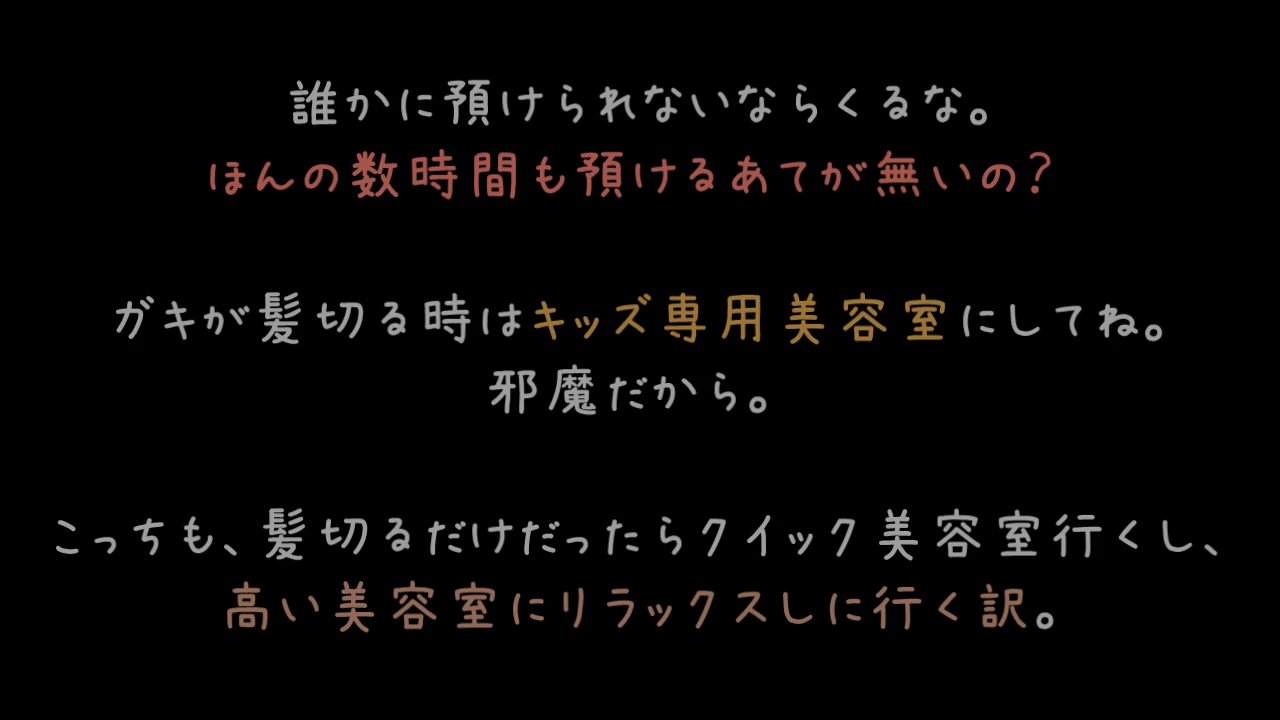 誰かに預けられないならくるな。
ほんの数時間も預けるあてが無いの?
ガキが髪切る時はキッズ専用美容室にしてね。
邪魔だから。
こっちも、髪切るだけだったらクイック美容室行くし、
高い美容室にリラックスしに行く訳。